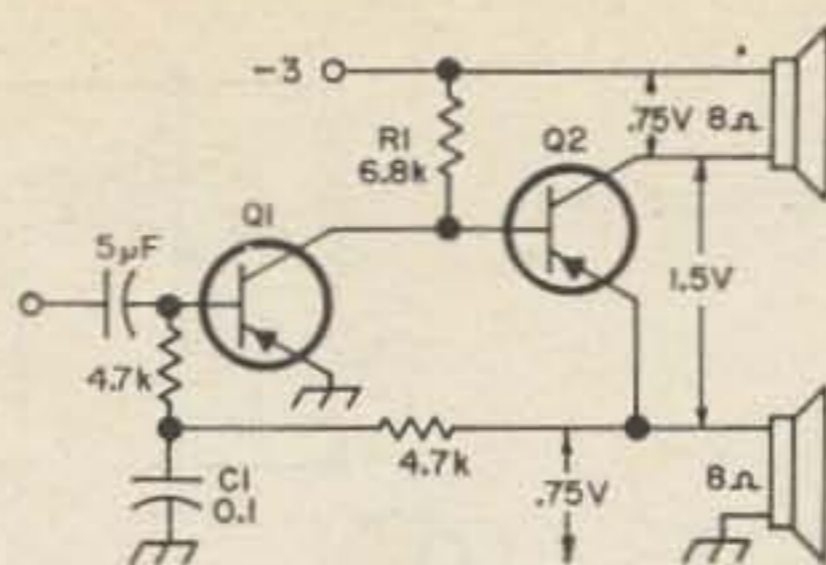 -3
.75V 8Ω
R1
6.8k
Q2
Q1
5µF
1.5V
4.7k
4.7k
C1
0.1
.75V
8Ω